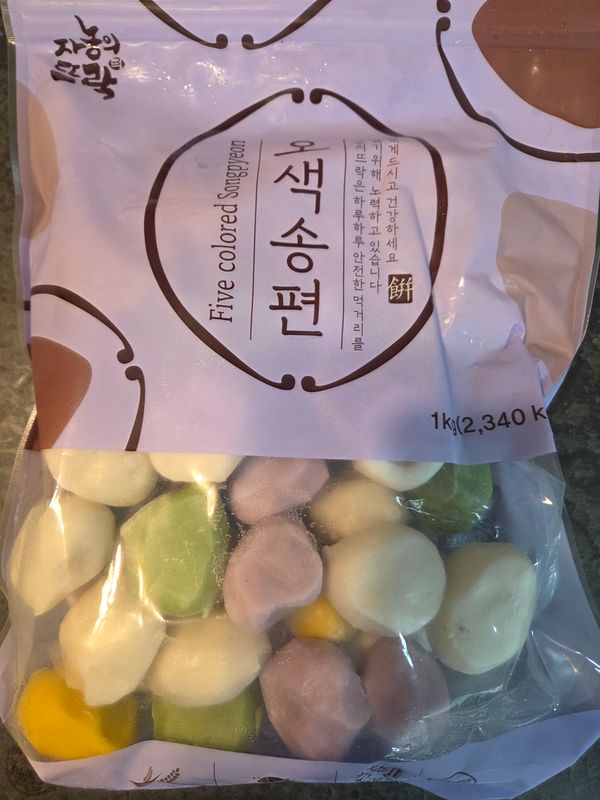 자농의
뜨락
Five colored Songpyeon
오색송편
뜨락은 하루하루 안전한 먹거리를
기위해 노력하고 있습니다
게드시고 건강하세요
餠
1kg(2,340 k